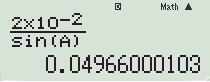 D Math ▲
2×10⁻²
sin(A)
0.04966000103